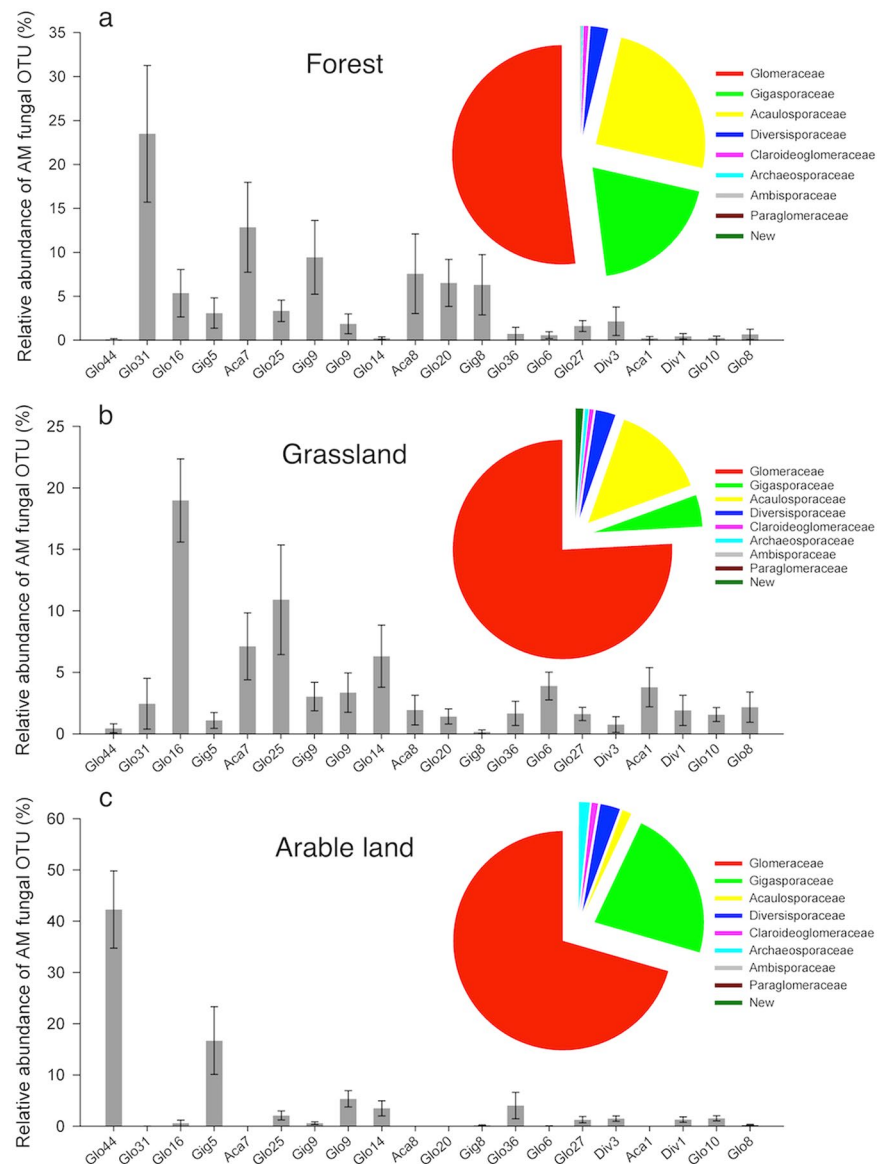 a
Forest
Relative abundance of AM fungal OTU (%)
35
30
25
20
15
10
5
0
Glo44 Glo31 Glo16 Gig5 Aca7 Glo25 Gig9 Glo9 Glo14 Aca8 Glo20 Gig8 Glo36 Glo6 Glo27 Div3 Aca1 Div1 Glo10 Glo8
Glomeraceae
Gigasporaceae
Acaulosporaceae
Diversisporaceae
Claroideoglomeraceae
Archaeosporaceae
Ambisporaceae
Paraglomeraceae
New
b
Grassland
Relative abundance of AM fungal OTU (%)
25
20
15
10
5
0
Glo44 Glo31 Glo16 Gig5 Aca7 Glo25 Gig9 Glo9 Glo14 Aca8 Glo20 Gig8 Glo36 Glo6 Glo27 Div3 Aca1 Div1 Glo10 Glo8
Glomeraceae
Gigasporaceae
Acaulosporaceae
Diversisporaceae
Claroideoglomeraceae
Archaeosporaceae
Ambisporaceae
Paraglomeraceae
New
c
Arable land
Relative abundance of AM fungal OTU (%)
60
50
40
30
20
10
0
Glo44 Glo31 Glo16 Gig5 Aca7 Glo25 Gig9 Glo9 Glo14 Aca8 Glo20 Gig8 Glo36 Glo6 Glo27 Div3 Aca1 Div1 Glo10 Glo8
Glomeraceae
Gigasporaceae
Acaulosporaceae
Diversisporaceae
Claroideoglomeraceae
Archaeosporaceae
Ambisporaceae
Paraglomeraceae
New